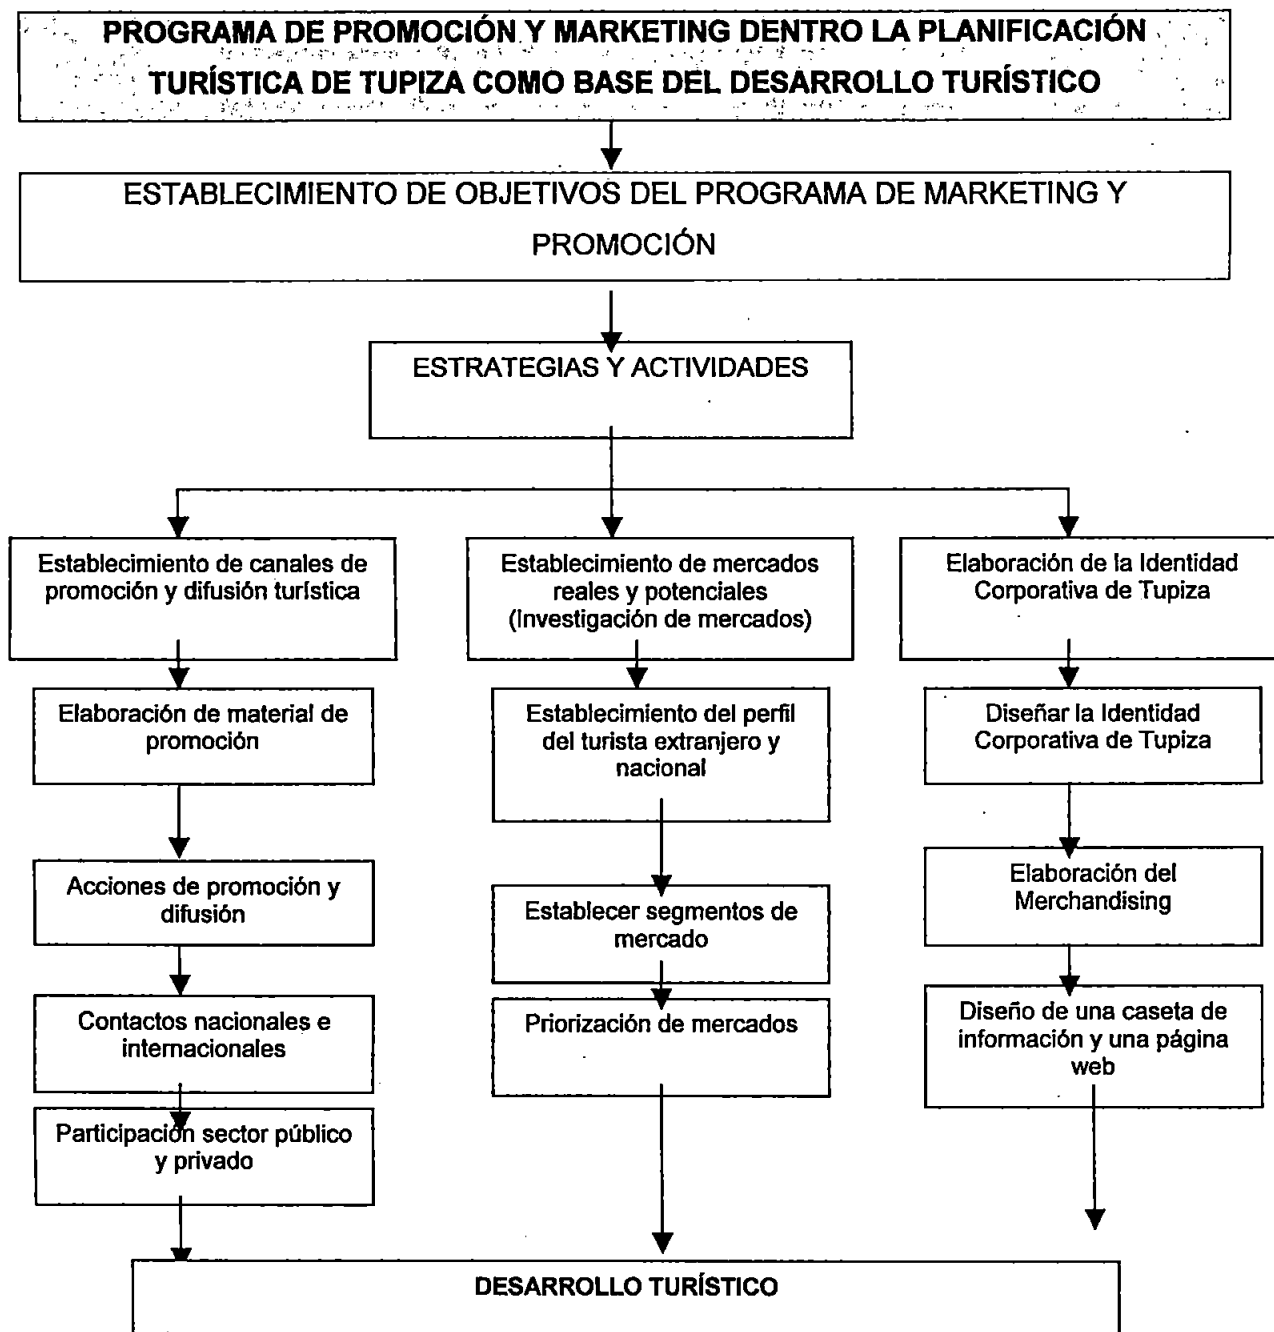 PROGRAMA DE PROMOCIÓN Y MARKETING DENTRO LA PLANIFICACIÓN
TURÍSTICA DE TUPIZA COMO BASE DEL DESARROLLO TURÍSTICO
ESTABLECIMIENTO DE OBJETIVOS DEL PROGRAMA DE MARKETING Y
PROMOCIÓN
ESTRATEGIAS Y ACTIVIDADES
Establecimiento de canales de
promoción y difusión turística
Elaboración de material de
promoción
Acciones de promoción y
difusión
Contactos nacionales e
internacionales
Participación sector público
y privado
Establecimiento de mercados
reales y potenciales
(Investigación de mercados)
Establecimiento del perfil
del turista extranjero y
nacional
Establecer segmentos de
mercado
Priorización de mercados
Elaboración de la Identidad
Corporativa de Tupiza
Diseñar la Identidad
Corporativa de Tupiza
Elaboración del
Merchandising
Diseño de una caseta de
información y una página
web
DESARROLLO TURÍSTICO